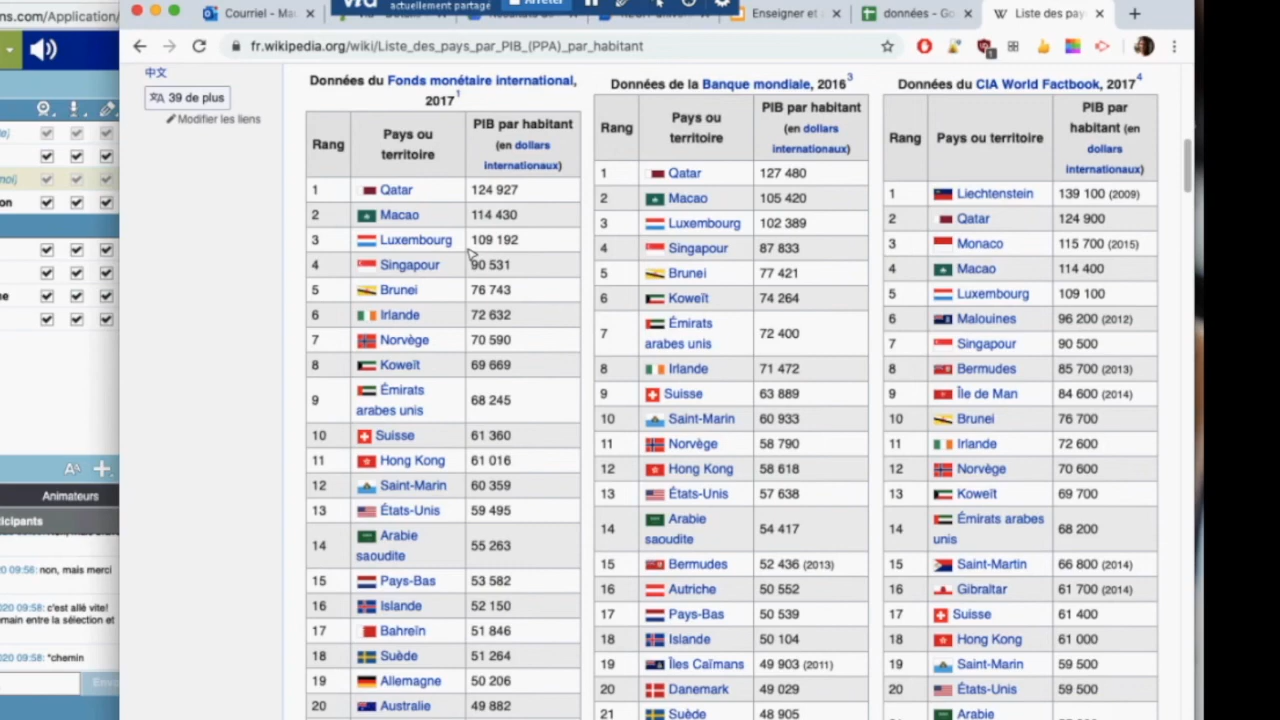 actuellement partagé
Arrêter
Courriel - Ma
Enseigner et
données - Go
Liste des pay
fr.wikipedia.org/wiki/Liste_des_pays_par_PIB_(PPA)_par_habitant
中文
39 de plus
Modifier les liens
ns.com/Application/
moi)
on
ne
Animateurs
ticipants
20 09:56: non, mais merci
20 09:58: c'est allé vite!
emain entre la sélection et
20 09:58: *chemin
Envo
Données du Fonds monétaire international,
2017¹
Rang
Pays ou
territoire
PIB par habitant
(en dollars
internationaux)
1 Qatar 124 927
2 Macao 114 430
3 Luxembourg 109 192
4 Singapour 90 531
5 Brunei 76 743
6 Irlande 72 632
7 Norvège 70 590
8 Koweït 69 669
9 Émirats
arabes unis 68 245
10 Suisse 61 360
11 Hong Kong 61 016
12 Saint-Marin 60 359
13 États-Unis 59 495
14 Arabie
saoudite 55 263
15 Pays-Bas 53 582
16 Islande 52 150
17 Bahreïn 51 846
18 Suède 51 264
19 Allemagne 50 206
20 Australie 49 882
Données de la Banque mondiale, 2016³
Rang
Pays ou
territoire
PIB par habitant
(en dollars
internationaux)
1 Qatar 127 480
2 Macao 105 420
3 Luxembourg 102 389
4 Singapour 87 833
5 Brunei 77 421
6 Koweït 74 264
7 Émirats
arabes unis 72 400
8 Irlande 71 472
9 Suisse 63 889
10 Saint-Marin 60 933
11 Norvège 58 790
12 Hong Kong 58 618
13 États-Unis 57 638
14 Arabie
saoudite 54 417
15 Bermudes 52 436 (2013)
16 Autriche 50 552
17 Pays-Bas 50 539
18 Islande 50 104
19 Îles Caïmans 49 903 (2011)
20 Danemark 49 029
21 Suède 48 905
Données du CIA World Factbook, 2017⁴
Rang
Pays ou territoire
PIB par
habitant (en
dollars
internationaux)
1 Liechtenstein 139 100 (2009)
2 Qatar 124 900
3 Monaco 115 700 (2015)
4 Macao 114 400
5 Luxembourg 109 100
6 Malouines 96 200 (2012)
7 Singapour 90 500
8 Bermudes 85 700 (2013)
9 Île de Man 84 600 (2014)
10 Brunei 76 700
11 Irlande 72 600
12 Norvège 70 600
13 Koweït 69 700
14 Émirats arabes
unis 68 200
15 Saint-Martin 66 800 (2014)
16 Gibraltar 61 700 (2014)
17 Suisse 61 400
18 Hong Kong 61 000
19 Saint-Marin 59 500
20 États-Unis 59 500
Arabie